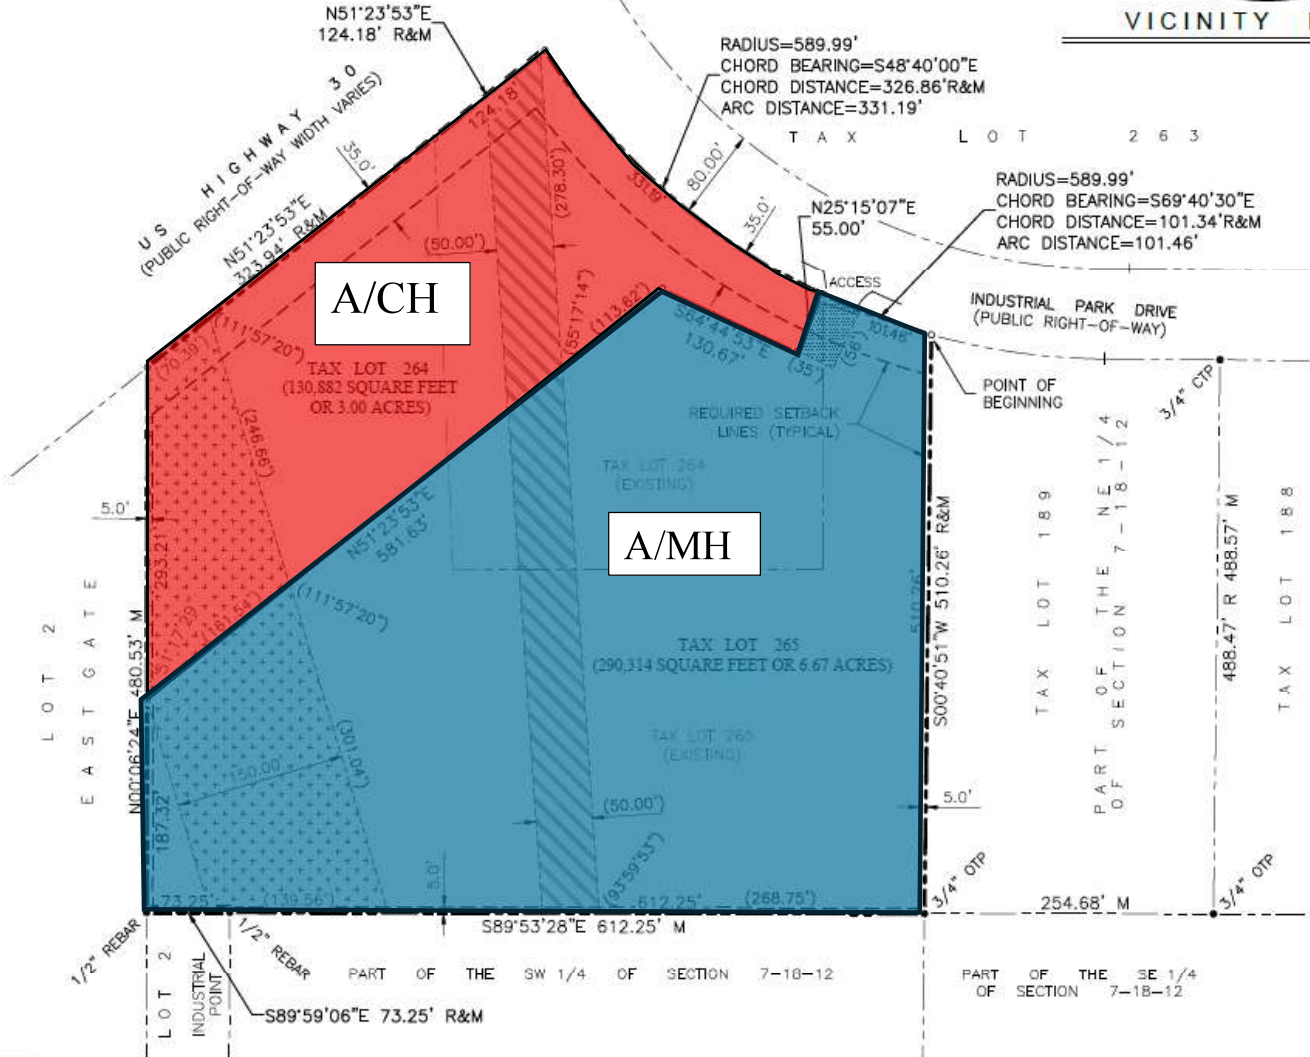 VICINITY
N51°23'53"E
124.18' R&M
RADIUS=589.99'
CHORD BEARING=S48°40'00"E
CHORD DISTANCE=326.86'R&M
ARC DISTANCE=331.19'
TAX LOT 263
US HIGHWAY 30
(PUBLIC RIGHT-OF-WAY WIDTH VARIES)
35.0'
124.18'
(278.30')
331.19'
80.00'
35.0'
RADIUS=589.99'
CHORD BEARING=S69°40'30"E
CHORD DISTANCE=101.34'R&M
ARC DISTANCE=101.46'
N25°15'07"E
55.00'
N51°23'53"E
323.94' R&M
(50.00')
ACCESS
A/CH
INDUSTRIAL PARK DRIVE
(PUBLIC RIGHT-OF-WAY)
(111°57'20")
(70.39')
(55°17'14")
(113.62')
S64°44'53"E
130.67'
101.46'
(56')
(35')
TAX LOT 264
(130,882 SQUARE FEET
OR 3.00 ACRES)
POINT OF
BEGINNING
3/4" CTP
REQUIRED SETBACK
LINES (TYPICAL)
(246.66')
TAX LOT 264
(EXISTING)
5.0'
N51°23'53"E
581.63'
A/MH
293.21'
(111°57'20")
51°17'29
TAX LOT 265
(290,314 SQUARE FEET OR 6.67 ACRES)
510.26'
S00°40'51"W 510.26' R&M
TAX LOT 189
PART OF THE NE 1/4
OF SECTION 7-18-12
488.47' R 488.57' M
TAX LOT 188
LOT 2
EAST GATE
N00°06'24"E 480.53' M
TAX LOT 265
(EXISTING)
150.00'
(301.04')
187.32'
(50.00')
5.0'
(93°59'53")
5.0'
73.25'
(139.56')
612.25'
(268.75')
3/4" OTP
254.68' M
3/4" OTP
S89°53'28"E 612.25' M
1/2" REBAR
1/2" REBAR
LOT 2
INDUSTRIAL
POINT
PART OF THE SW 1/4 OF SECTION 7-18-12
PART OF THE SE 1/4
OF SECTION 7-18-12
S89°59'06"E 73.25' R&M